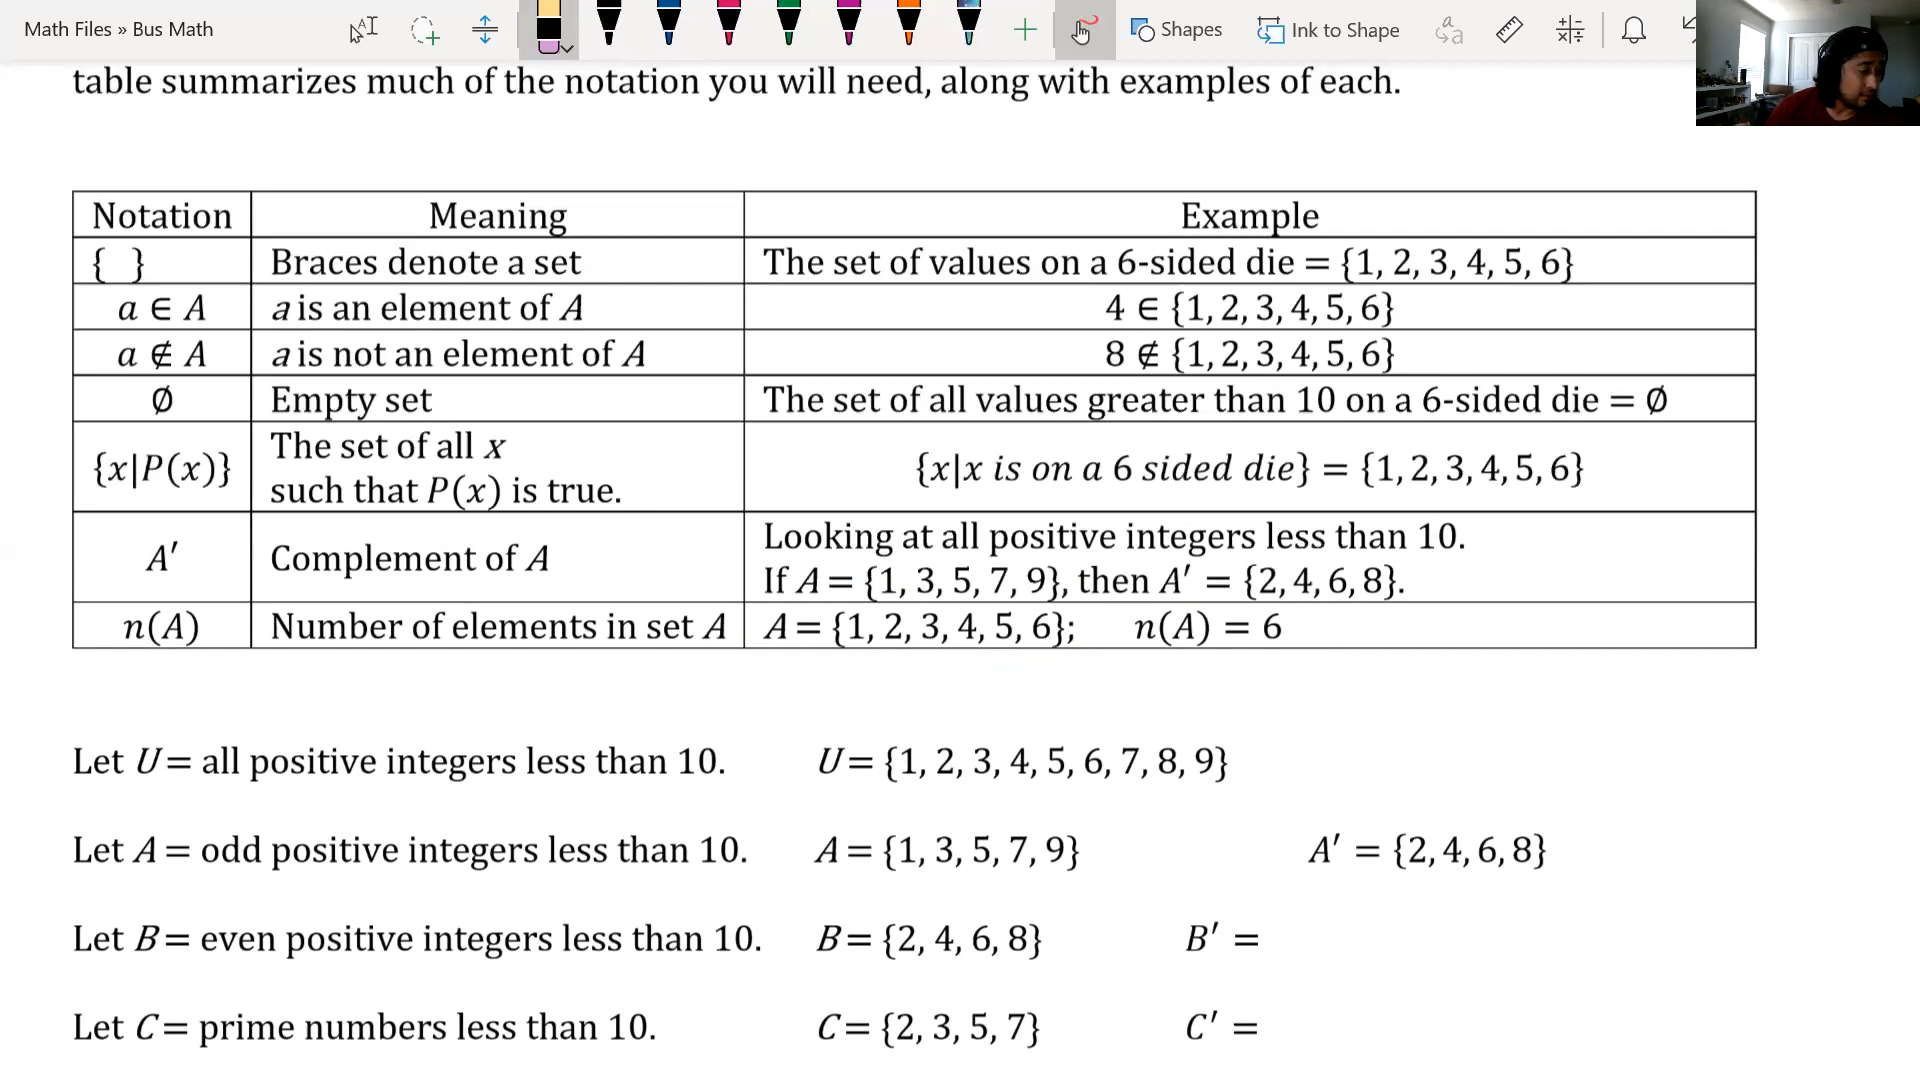 Math Files » Bus Math
Shapes
Ink to Shape
table summarizes much of the notation you will need, along with examples of each.
Notation Meaning Example
{ } Braces denote a set The set of values on a 6-sided die = {1, 2, 3, 4, 5, 6}
a ∈ A a is an element of A 4 ∈ {1, 2, 3, 4, 5, 6}
a ∉ A a is not an element of A 8 ∉ {1, 2, 3, 4, 5, 6}
∅ Empty set The set of all values greater than 10 on a 6-sided die = ∅
{x|P(x)} The set of all x
such that P(x) is true. {x|x is on a 6 sided die} = {1, 2, 3, 4, 5, 6}
A′ Complement of A Looking at all positive integers less than 10.
If A = {1, 3, 5, 7, 9}, then A′ = {2, 4, 6, 8}.
n(A) Number of elements in set A A = {1, 2, 3, 4, 5, 6}; n(A) = 6
Let U = all positive integers less than 10. U = {1, 2, 3, 4, 5, 6, 7, 8, 9}
Let A = odd positive integers less than 10. A = {1, 3, 5, 7, 9} A′ = {2, 4, 6, 8}
Let B = even positive integers less than 10. B = {2, 4, 6, 8} B′ =
Let C = prime numbers less than 10. C = {2, 3, 5, 7} C′ =